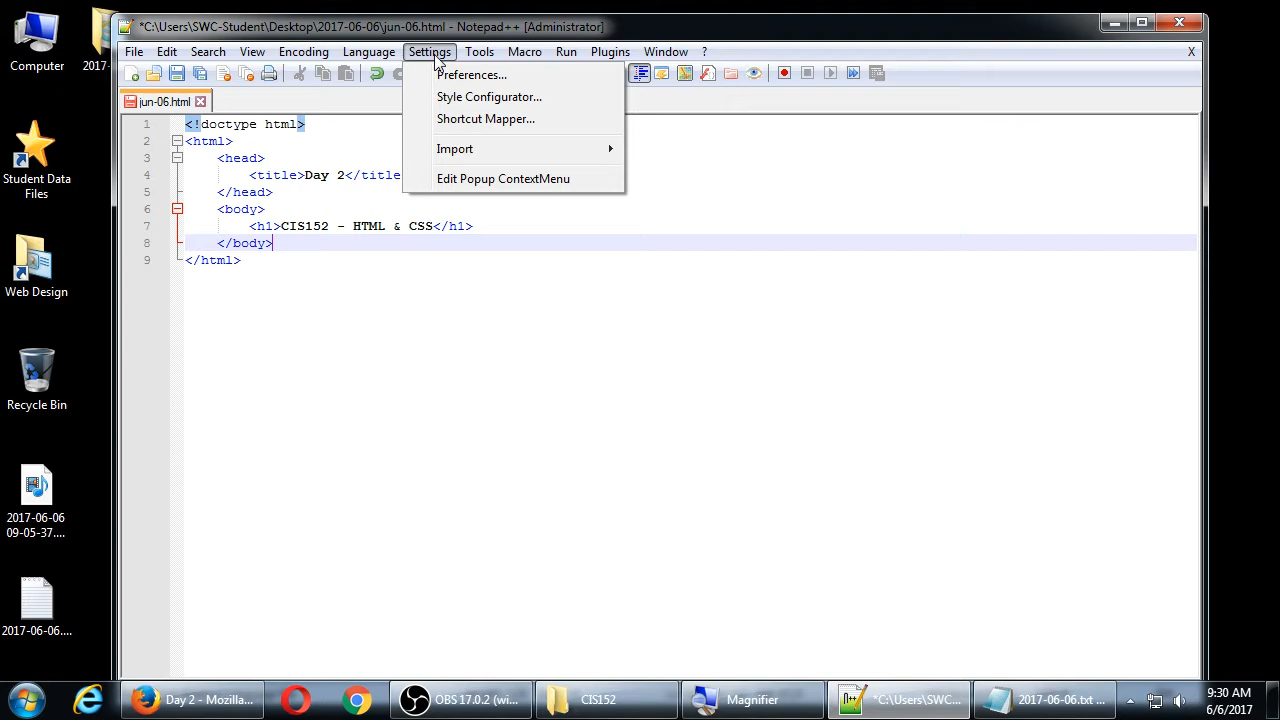 *C:\Users\SWC-Student\Desktop\2017-06-06\jun-06.html - Notepad++ [Administrator]
File Edit Search View Encoding Language Settings Tools Macro Run Plugins Window ? X
Preferences...
Style Configurator...
Shortcut Mapper...
Import
Edit Popup ContextMenu
jun-06.html
1 <!doctype html>
2 <html>
3 <head>
4 <title>Day 2</title
5 </head>
6 <body>
7 <h1>CIS152 - HTML & CSS</h1>
8 </body>
9 </html>
Computer
2017-
Student Data
Files
Web Design
Recycle Bin
2017-06-06
09-05-37....
2017-06-06....
Day 2 - Mozilla...
OBS 17.0.2 (wi...
CIS152
Magnifier
*C:\Users\SWC...
2017-06-06.txt ...
9:30 AM
6/6/2017